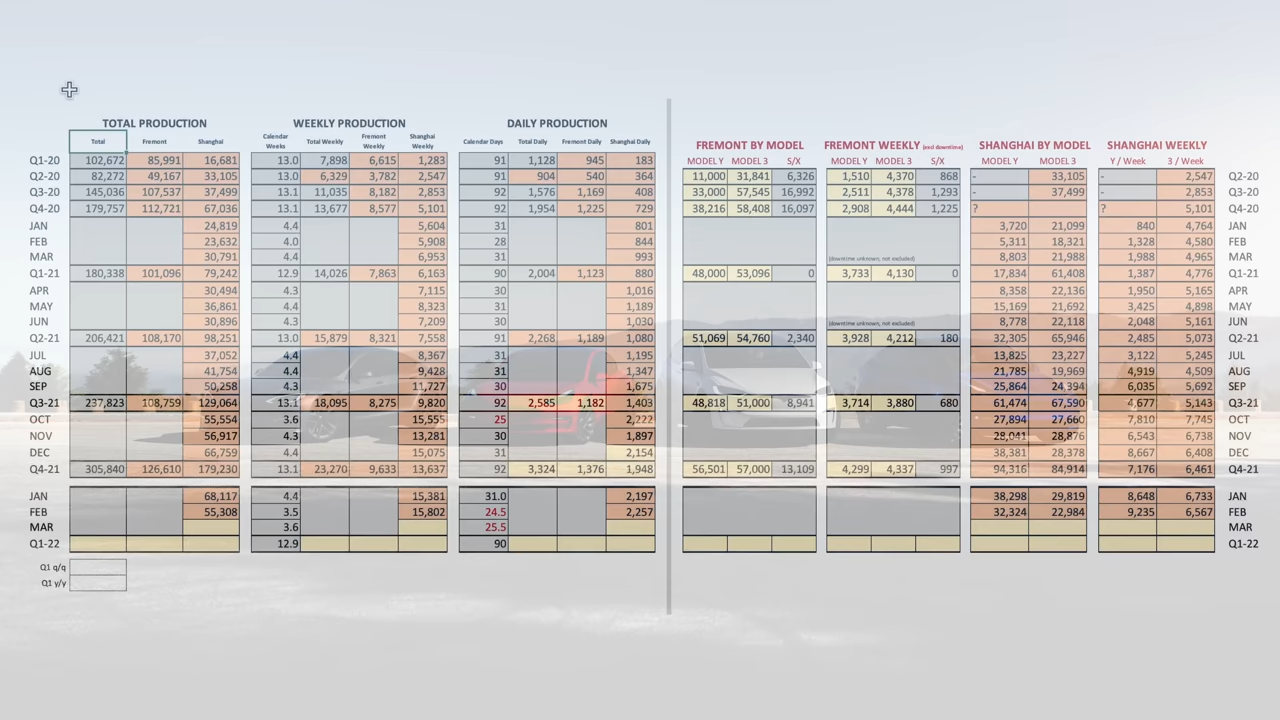 TOTAL PRODUCTION WEEKLY PRODUCTION DAILY PRODUCTION
FREMONT BY MODEL FREMONT WEEKLY (excl downtime) SHANGHAI BY MODEL SHANGHAI WEEKLY
Total Fremont Shanghai Calendar Weeks Total Weekly Fremont Weekly Shanghai Weekly Calendar Days Total Daily Fremont Daily Shanghai Daily
MODEL Y MODEL 3 S/X MODEL Y MODEL 3 S/X MODEL Y MODEL 3 Y / Week 3 / Week
Q1-20 102,672 85,991 16,681 13.0 7,898 6,615 1,283 91 1,128 945 183
Q2-20 82,272 49,167 33,105 13.0 6,329 3,782 2,547 91 904 540 364 11,000 31,841 6,326 1,510 4,370 868 - 33,105 - 2,547 Q2-20
Q3-20 145,036 107,537 37,499 13.1 11,035 8,182 2,853 92 1,576 1,169 408 33,000 57,545 16,992 2,511 4,378 1,293 - 37,499 - 2,853 Q3-20
Q4-20 179,757 112,721 67,036 13.1 13,677 8,577 5,101 92 1,954 1,225 729 38,216 58,408 16,097 2,908 4,444 1,225 ? ? 5,101 Q4-20
JAN 24,819 4.4 5,604 31 801 3,720 21,099 840 4,764 JAN
FEB 23,632 4.0 5,908 28 844 5,311 18,321 1,328 4,580 FEB
MAR 30,791 4.4 6,953 31 993 (downtime unknown, not excluded) 8,803 21,988 1,988 4,965 MAR
Q1-21 180,338 101,096 79,242 12.9 14,026 7,863 6,163 90 2,004 1,123 880 48,000 53,096 0 3,733 4,130 0 17,834 61,408 1,387 4,776 Q1-21
APR 30,494 4.3 7,115 30 1,016 8,358 22,136 1,950 5,165 APR
MAY 36,861 4.4 8,323 31 1,189 15,169 21,692 3,425 4,898 MAY
JUN 30,896 4.3 7,209 30 1,030 (downtime unknown, not excluded) 8,778 22,118 2,048 5,161 JUN
Q2-21 206,421 108,170 98,251 13.0 15,879 8,321 7,558 91 2,268 1,189 1,080 51,069 54,760 2,340 3,928 4,212 180 32,305 65,946 2,485 5,073 Q2-21
JUL 37,052 4.4 8,367 31 1,195 13,825 23,227 3,122 5,245 JUL
AUG 41,754 4.4 9,428 31 1,347 21,785 19,969 4,919 4,509 AUG
SEP 50,258 4.3 11,727 30 1,675 25,864 24,394 6,035 5,692 SEP
Q3-21 237,823 108,759 129,064 13.1 18,095 8,275 9,820 92 2,585 1,182 1,403 48,818 51,000 8,941 3,714 3,880 680 61,474 67,590 4,677 5,143 Q3-21
OCT 55,554 3.6 15,555 25 2,222 27,894 27,660 7,810 7,745 OCT
NOV 56,917 4.3 13,281 30 1,897 28,041 28,876 6,543 6,738 NOV
DEC 66,759 4.4 15,075 31 2,154 38,381 28,378 8,667 6,408 DEC
Q4-21 305,840 126,610 179,230 13.1 23,270 9,633 13,637 92 3,324 1,376 1,948 56,501 57,000 13,109 4,299 4,337 997 94,316 84,914 7,176 6,461 Q4-21
JAN 68,117 4.4 15,381 31.0 2,197 38,298 29,819 8,648 6,733 JAN
FEB 55,308 3.5 15,802 24.5 2,257 32,324 22,984 9,235 6,567 FEB
MAR 3.6 25.5 MAR
Q1-22 12.9 90 Q1-22
Q1 q/q
Q1 y/y